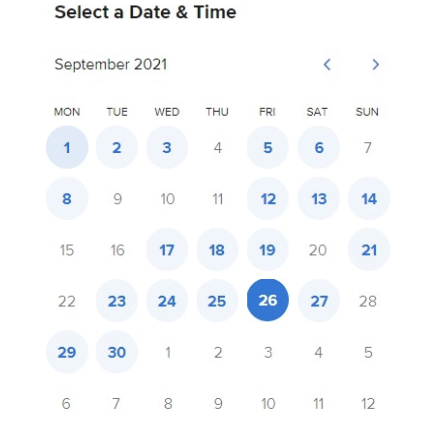 Select a Date & Time
September 2021
MON TUE WED THU FRI SAT SUN
1 2 3 4 5 6 7
8 9 10 11 12 13 14
15 16 17 18 19 20 21
22 23 24 25 26 27 28
29 30 1 2 3 4 5
6 7 8 9 10 11 12